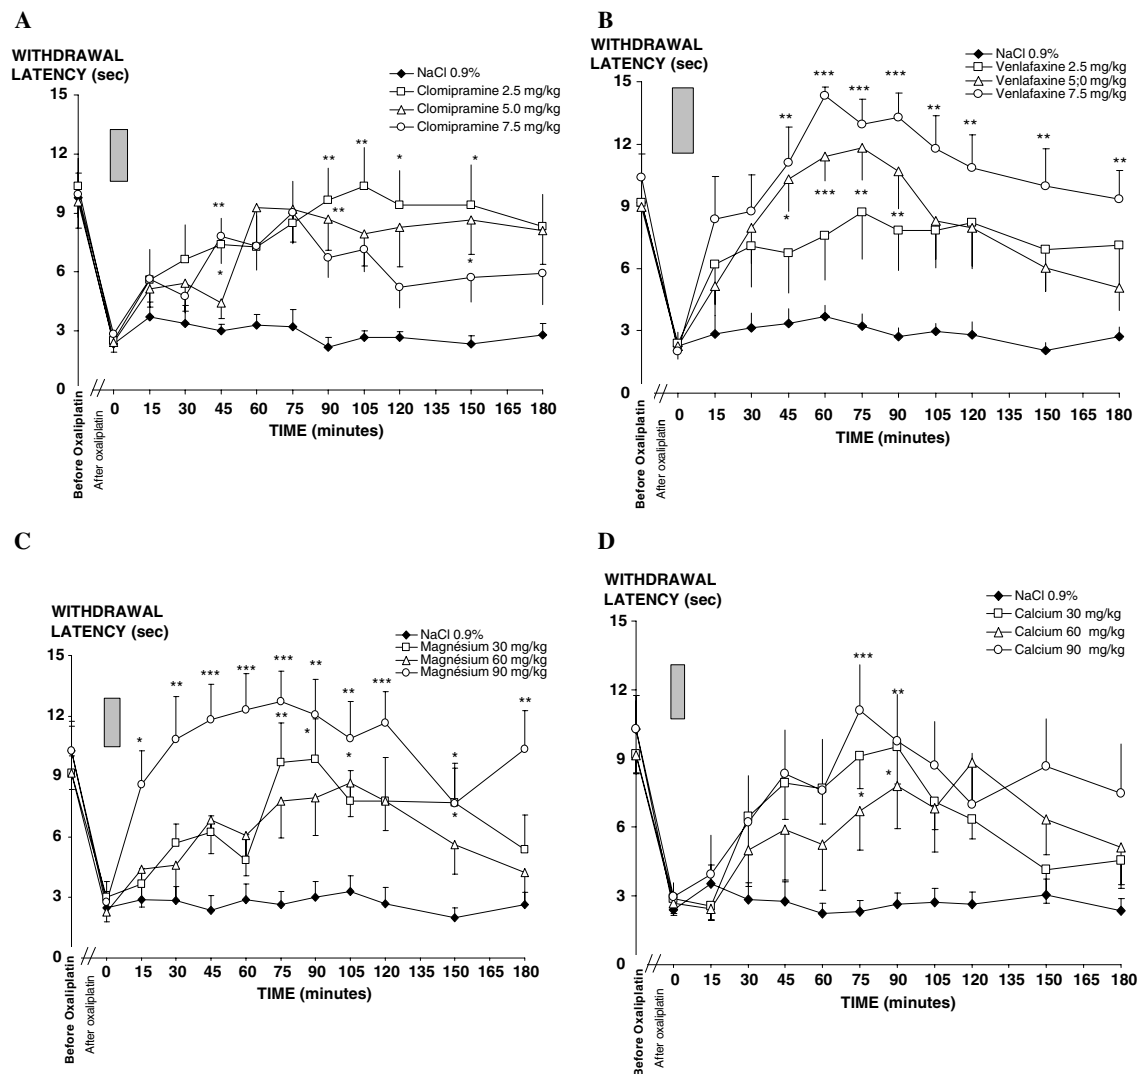 A
WITHDRAWAL
LATENCY (sec)
NaCl 0.9%
Clomipramine 2.5 mg/kg
Clomipramine 5.0 mg/kg
Clomipramine 7.5 mg/kg
15
12
9
6
3
0
** ** * *
** **
* *
0 15 30 45 60 75 90 105 120 135 150 165 180
TIME (minutes)
Before Oxaliplatin
After oxaliplatin
B
WITHDRAWAL
LATENCY (sec)
NaCl 0.9%
Venlafaxine 2.5 mg/kg
Venlafaxine 5;0 mg/kg
Venlafaxine 7.5 mg/kg
15
12
9
6
3
0
** *** *** *** ** ** ** **
* *** ** **
0 15 30 45 60 75 90 105 120 135 150 165 180
TIME (minutes)
Before Oxaliplatin
After oxaliplatin
C
WITHDRAWAL
LATENCY (sec)
NaCl 0.9%
Magnésium 30 mg/kg
Magnésium 60 mg/kg
Magnésium 90 mg/kg
15
12
9
6
3
0
* ** *** *** *** ** ** *** * **
** * * *
0 15 30 45 60 75 90 105 120 135 150 165 180
TIME (minutes)
Before Oxaliplatin
After oxaliplatin
D
WITHDRAWAL
LATENCY (sec)
NaCl 0.9%
Calcium 30 mg/kg
Calcium 60 mg/kg
Calcium 90 mg/kg
15
12
9
6
3
0
*** **
* *
0 15 30 45 60 75 90 105 120 135 150 165 180
TIME (minutes)
Before Oxaliplatin
After oxaliplatin